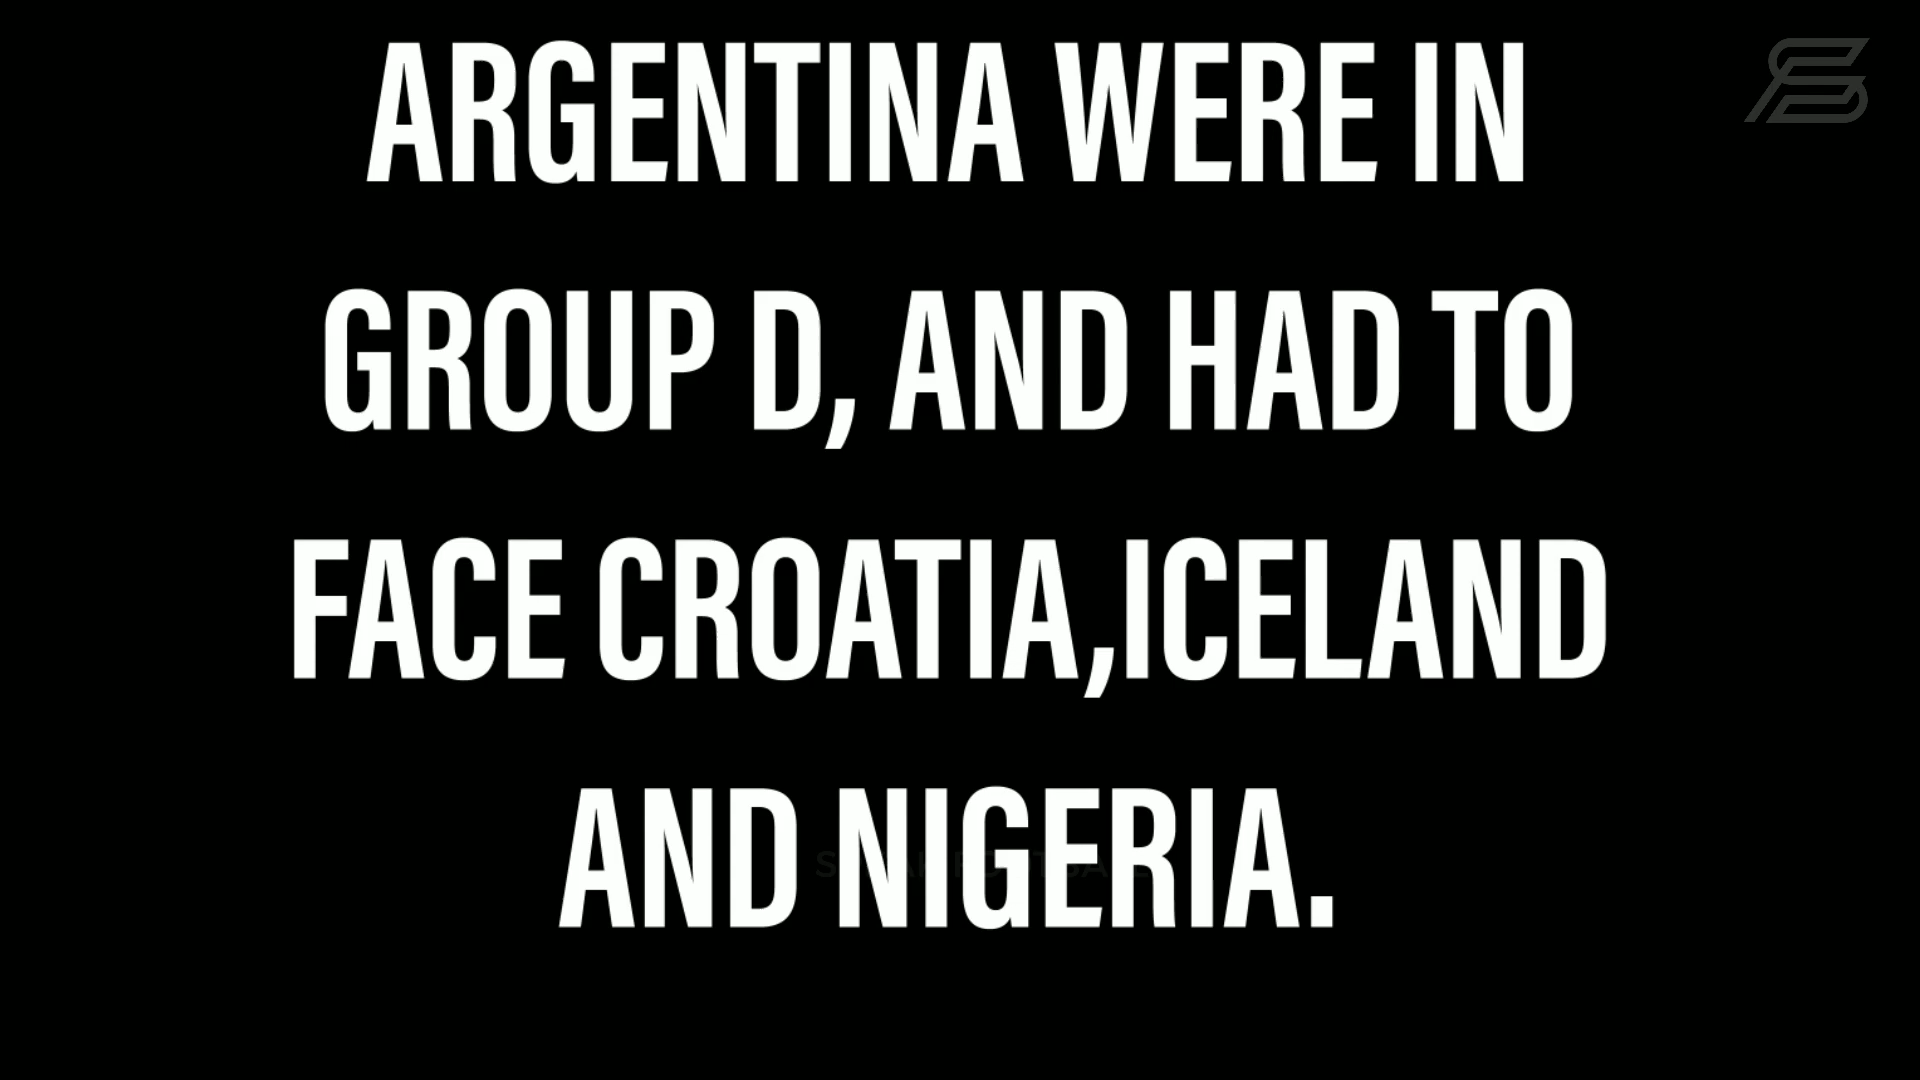 ARGENTINA WERE IN
GROUP D, AND HAD TO
FACE CROATIA,ICELAND
AND NIGERIA.